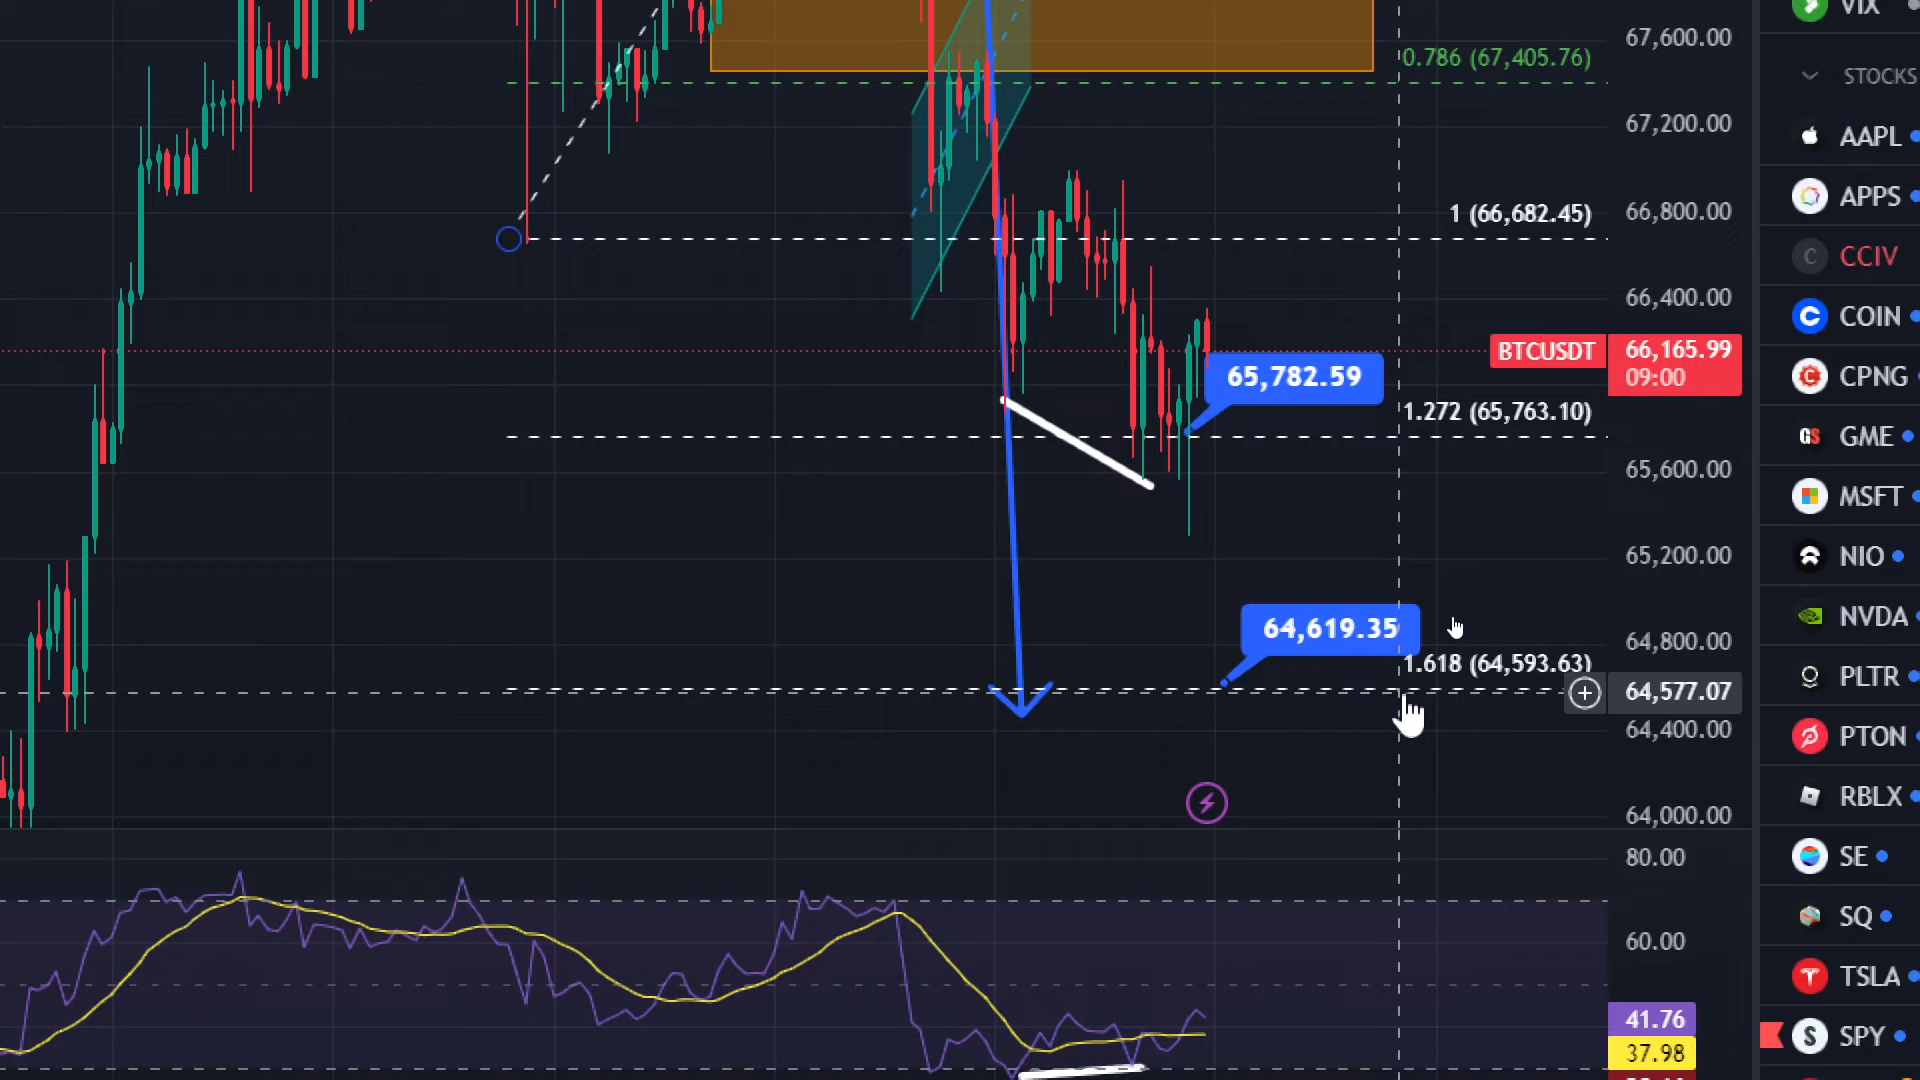 VIX
67,600.00
0.786 (67,405.76)
STOCKS
67,200.00
AAPL
APPS
1 (66,682.45)
66,800.00
C
CCIV
66,400.00
COIN
BTCUSDT
66,165.99
09:00
65,782.59
CPNG
1.272 (65,763.10)
GS
GME
65,600.00
MSFT
65,200.00
NIO
64,619.35
64,800.00
NVDA
1.618 (64,593.63)
64,577.07
PLTR
64,400.00
PTON
RBLX
64,000.00
80.00
SE
60.00
SQ
TSLA
41.76
S
SPY
37.98